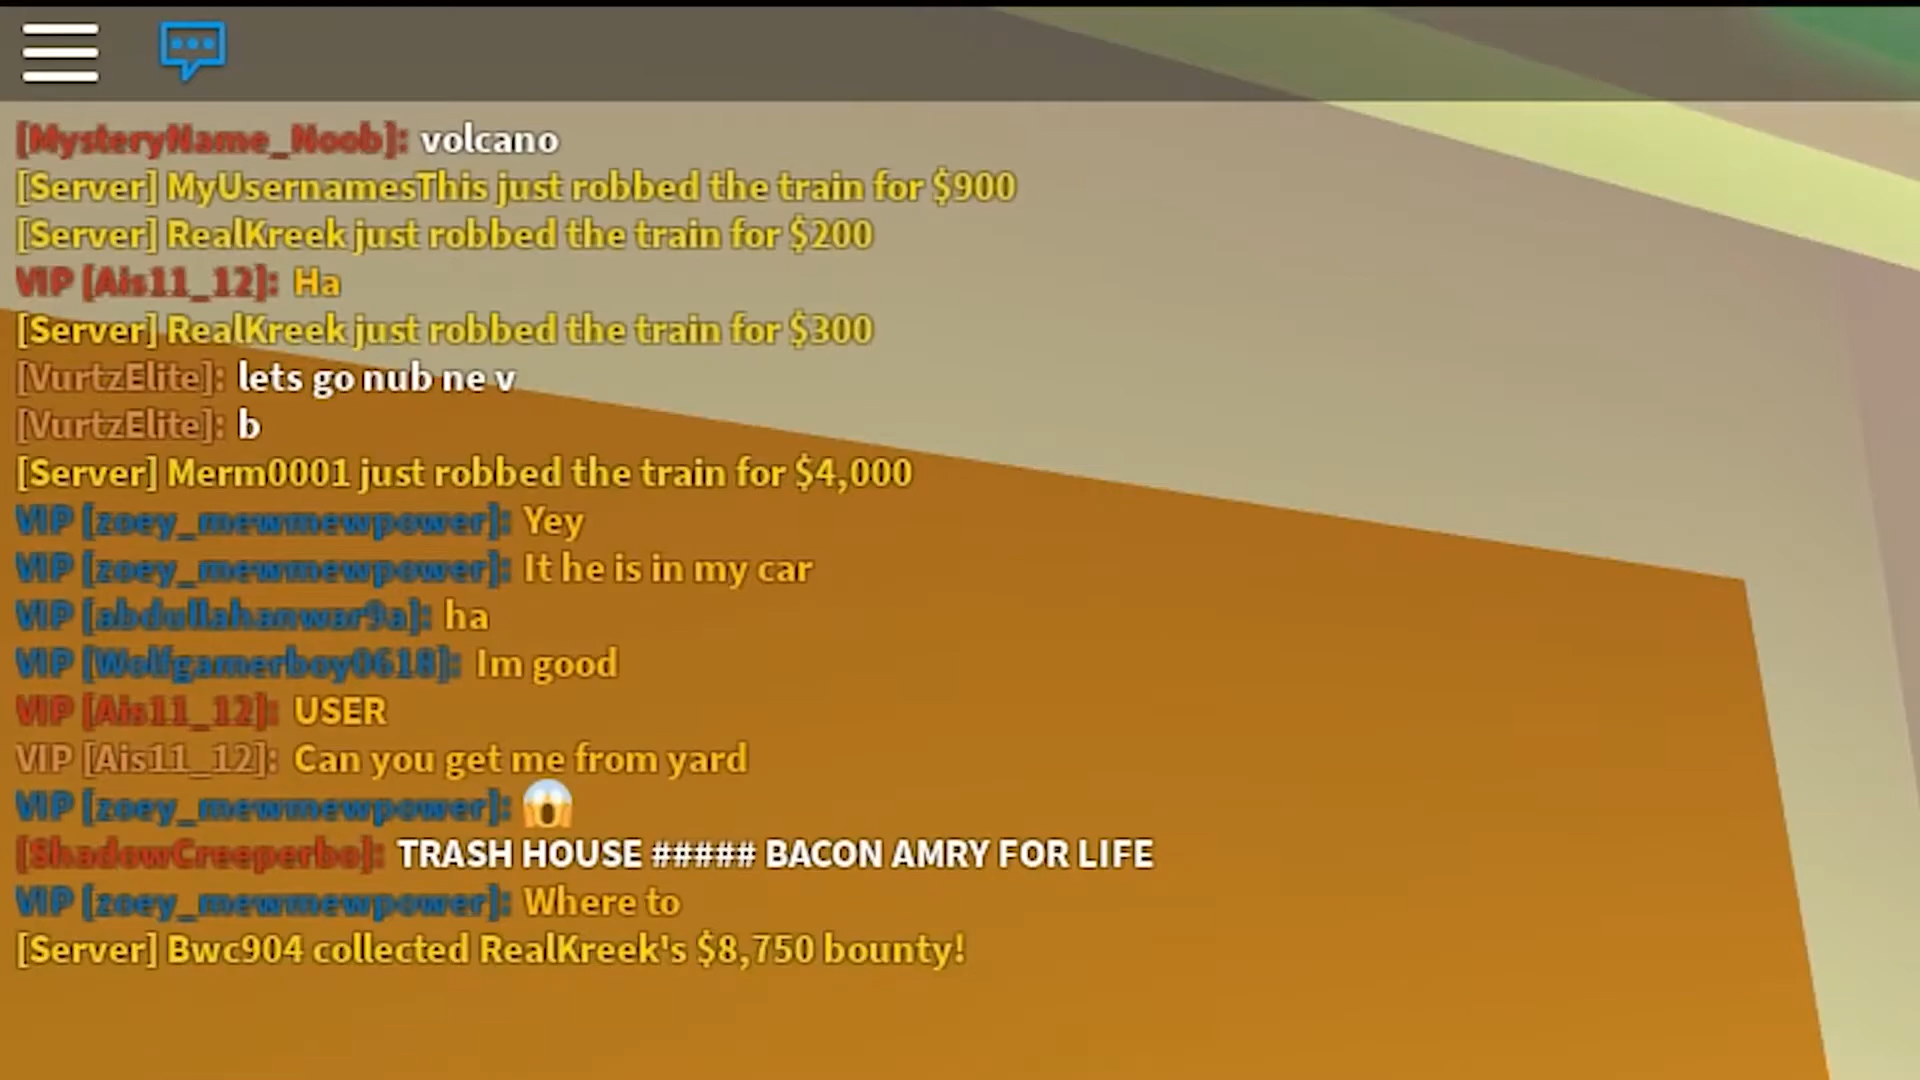 [MysteryName_Noob]: volcano
[Server] MyUsernamesThis just robbed the train for $900
[Server] RealKreek just robbed the train for $200
VIP [Ais11_12]: Ha
[Server] RealKreek just robbed the train for $300
[VurtzElite]: lets go nub ne v
[VurtzElite]: b
[Server] Merm0001 just robbed the train for $4,000
VIP [zoey_mewmewpower]: Yey
VIP [zoey_mewmewpower]: It he is in my car
VIP [abdullahanwar9a]: ha
VIP [Wolfgamerboy0618]: Im good
VIP [Ais11_12]: USER
VIP [Ais11_12]: Can you get me from yard
VIP [zoey_mewmewpower]: 😱
[ShadowCreeperbo]: TRASH HOUSE ##### BACON AMRY FOR LIFE
VIP [zoey_mewmewpower]: Where to
[Server] Bwc904 collected RealKreek's $8,750 bounty!